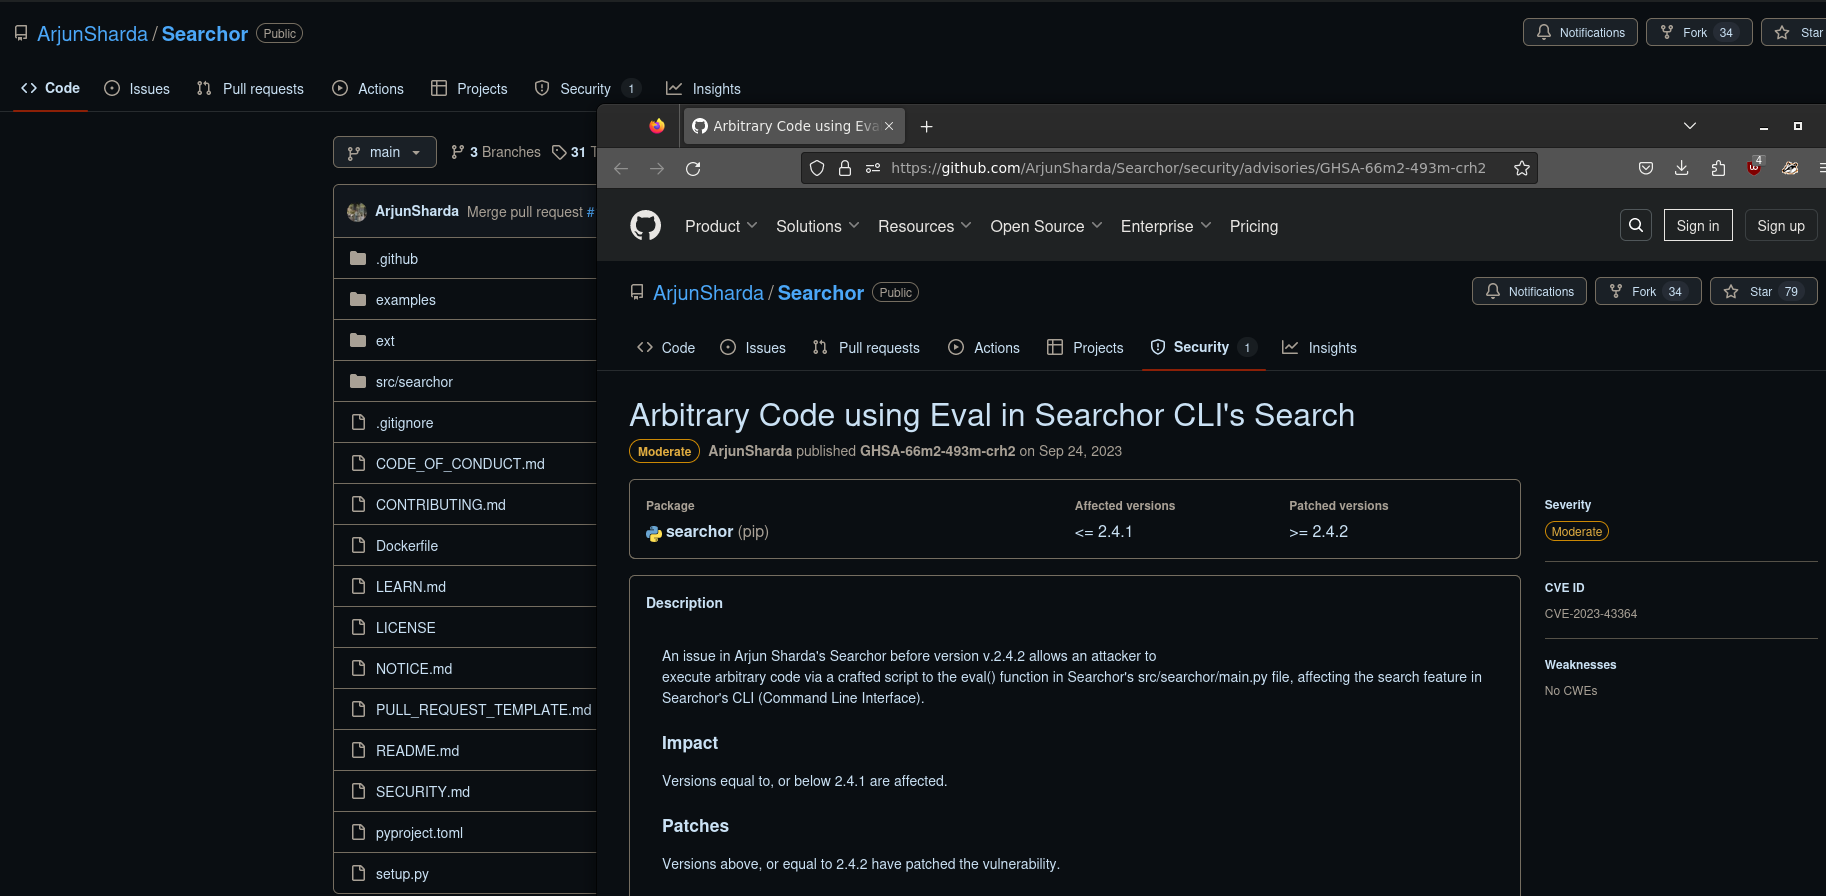 ArjunSharda / Searchor Public
Notifications Fork 34 Star
Code Issues Pull requests Actions Projects Security 1 Insights
main 3 Branches 31 T
ArjunSharda Merge pull request #
.github
examples
ext
src/searchor
.gitignore
CODE_OF_CONDUCT.md
CONTRIBUTING.md
Dockerfile
LEARN.md
LICENSE
NOTICE.md
PULL_REQUEST_TEMPLATE.md
README.md
SECURITY.md
pyproject.toml
setup.py
Arbitrary Code using Eva
https://github.com/ArjunSharda/Searchor/security/advisories/GHSA-66m2-493m-crh2
4
Product Solutions Resources Open Source Enterprise Pricing
Sign in Sign up
ArjunSharda / Searchor Public
Notifications Fork 34 Star 79
Code Issues Pull requests Actions Projects Security 1 Insights
Arbitrary Code using Eval in Searchor CLI's Search
Moderate ArjunSharda published GHSA-66m2-493m-crh2 on Sep 24, 2023
Package Affected versions Patched versions
searchor (pip) <= 2.4.1 >= 2.4.2
Description
An issue in Arjun Sharda's Searchor before version v.2.4.2 allows an attacker to
execute arbitrary code via a crafted script to the eval() function in Searchor's src/searchor/main.py file, affecting the search feature in
Searchor's CLI (Command Line Interface).
Impact
Versions equal to, or below 2.4.1 are affected.
Patches
Versions above, or equal to 2.4.2 have patched the vulnerability.
Severity
Moderate
CVE ID
CVE-2023-43364
Weaknesses
No CWEs